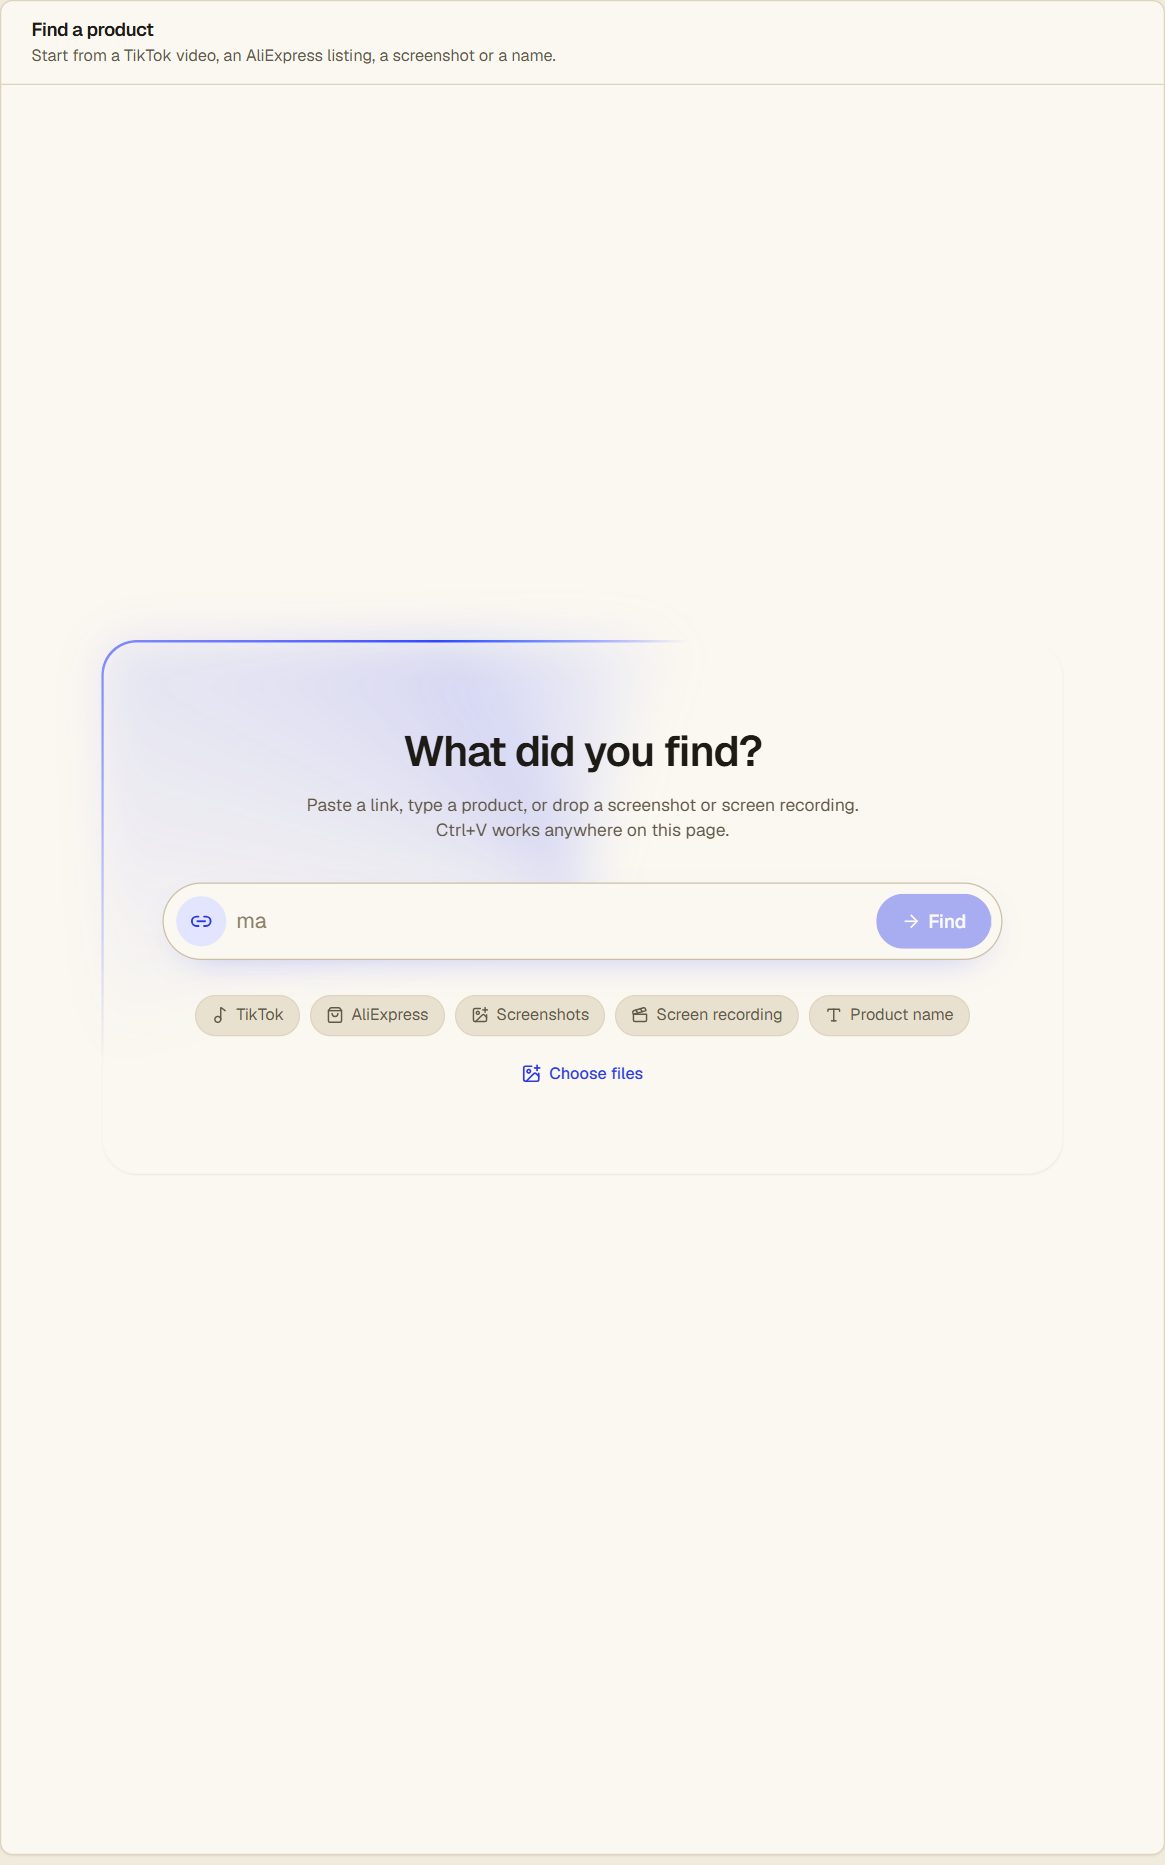 Find a product
Start from a TikTok video, an AliExpress listing, a screenshot or a name.
What did you find?
Paste a link, type a product, or drop a screenshot or screen recording.
Ctrl+V works anywhere on this page.
ma
Find
TikTok
AliExpress
Screenshots
Screen recording
Product name
Choose files